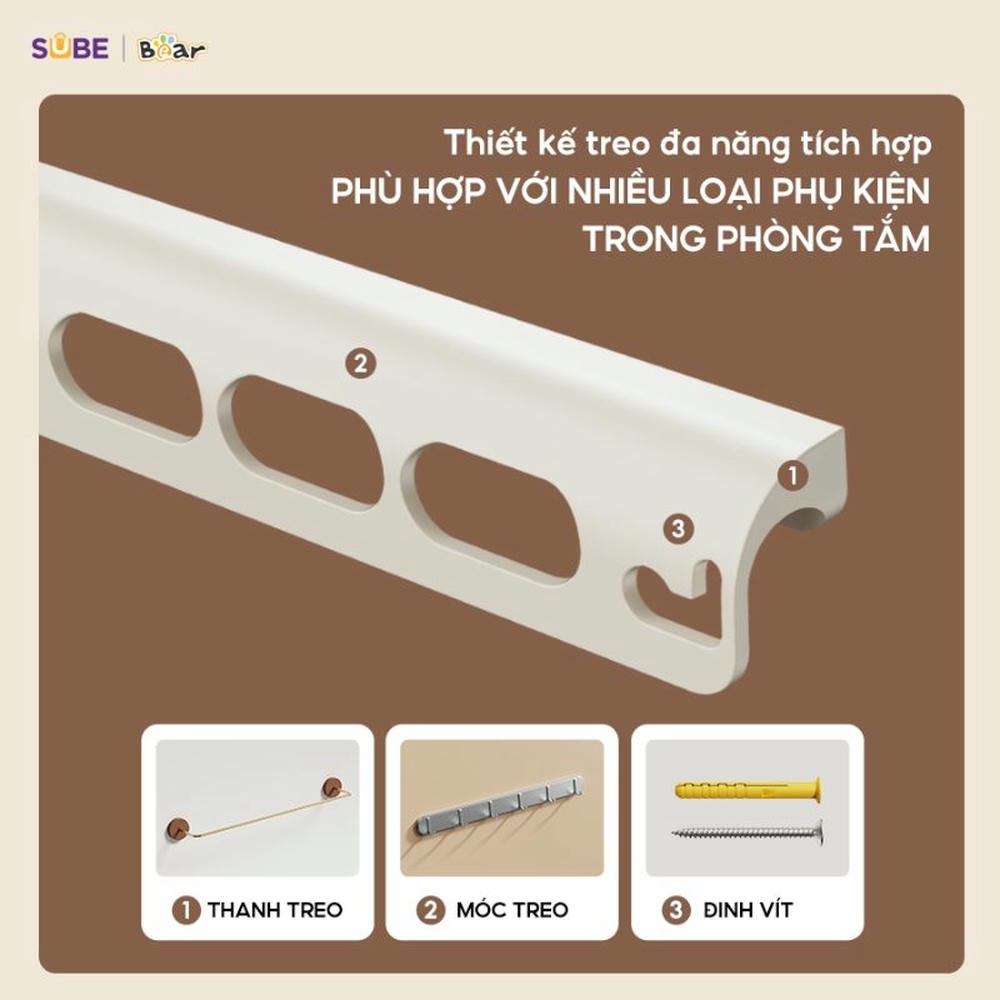 SUBE | Bear
Thiết kế treo đa năng tích hợp
PHÙ HỢP VỚI NHIỀU LOẠI PHỤ KIỆN
TRONG PHÒNG TẮM
2
1
3
1 THANH TREO
2 MÓC TREO
3 ĐINH VÍT